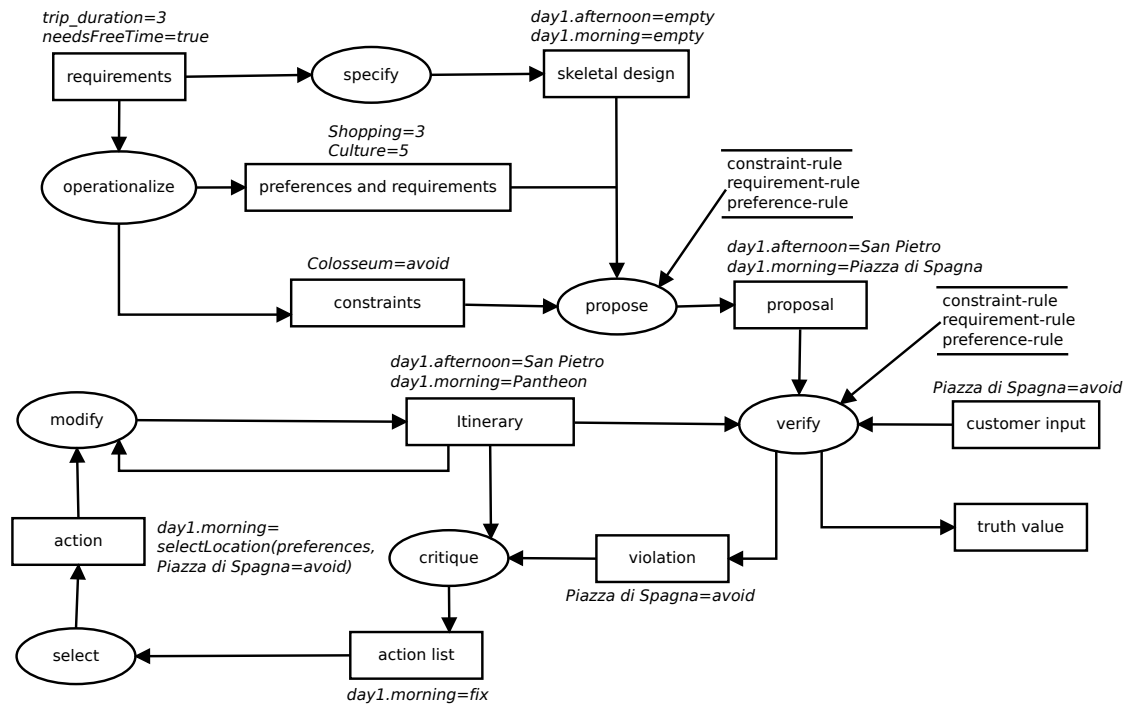 trip_duration=3
needsFreeTime=true
requirements
specify
day1.afternoon=empty
day1.morning=empty
skeletal design
operationalize
Shopping=3
Culture=5
preferences and requirements
constraint-rule
requirement-rule
preference-rule
Colosseum=avoid
constraints
propose
day1.afternoon=San Pietro
day1.morning=Piazza di Spagna
proposal
constraint-rule
requirement-rule
preference-rule
modify
day1.afternoon=San Pietro
day1.morning=Pantheon
Itinerary
verify
Piazza di Spagna=avoid
customer input
action
day1.morning=
selectLocation(preferences,
Piazza di Spagna=avoid)
critique
violation
Piazza di Spagna=avoid
truth value
select
action list
day1.morning=fix